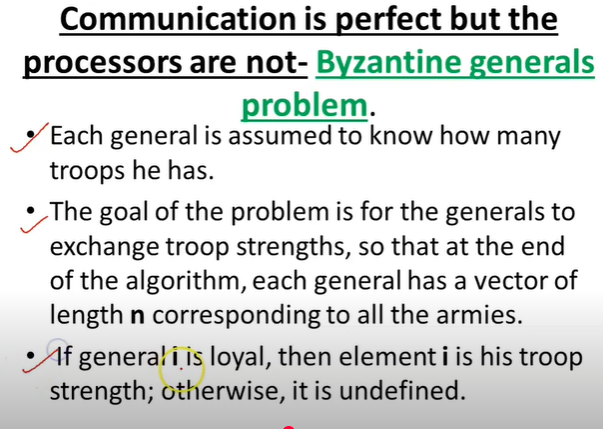 Communication is perfect but the
processors are not- Byzantine generals
problem.
• Each general is assumed to know how many
troops he has.
• The goal of the problem is for the generals to
exchange troop strengths, so that at the end
of the algorithm, each general has a vector of
length n corresponding to all the armies.
• If general i is loyal, then element i is his troop
strength; otherwise, it is undefined.